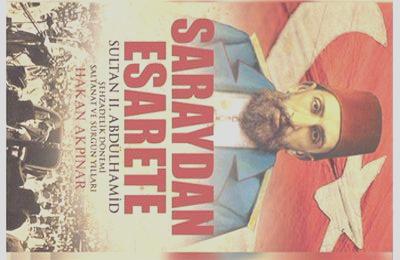 SARAYDAN
ESARETE
SULTAN II. ABDÜLHAMİD
ŞEHZADELİK DÖNEMİ
SALTANAT VE SÜRGÜN YILLARI
HAKAN AKPINAR